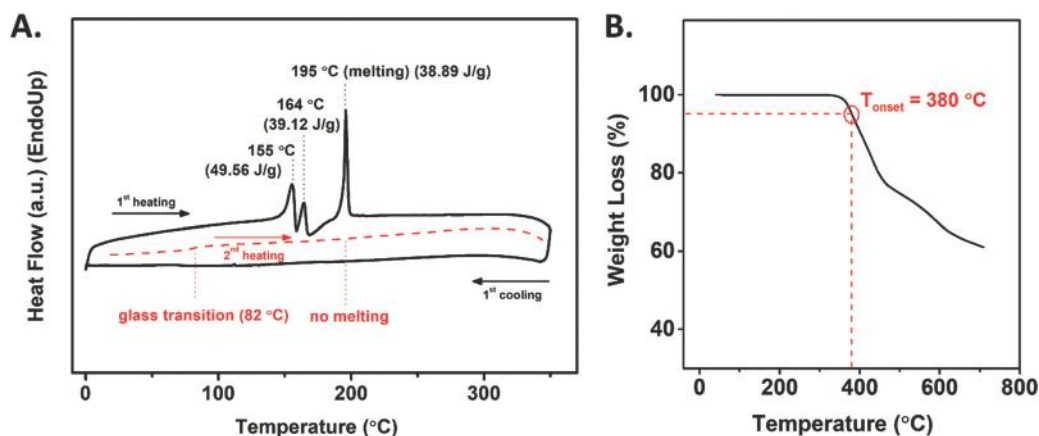 A.
195 °C (melting) (38.89 J/g)
164 °C
(39.12 J/g)
155 °C
(49.56 J/g)
1st heating
2nd heating
1st cooling
glass transition (82 °C)
no melting
Heat Flow (a.u.) (EndoUp)
0
100
200
300
Temperature (°C)
B.
Tonset = 380 °C
Weight Loss (%)
100
80
60
40
0
200
400
600
800
Temperature (°C)